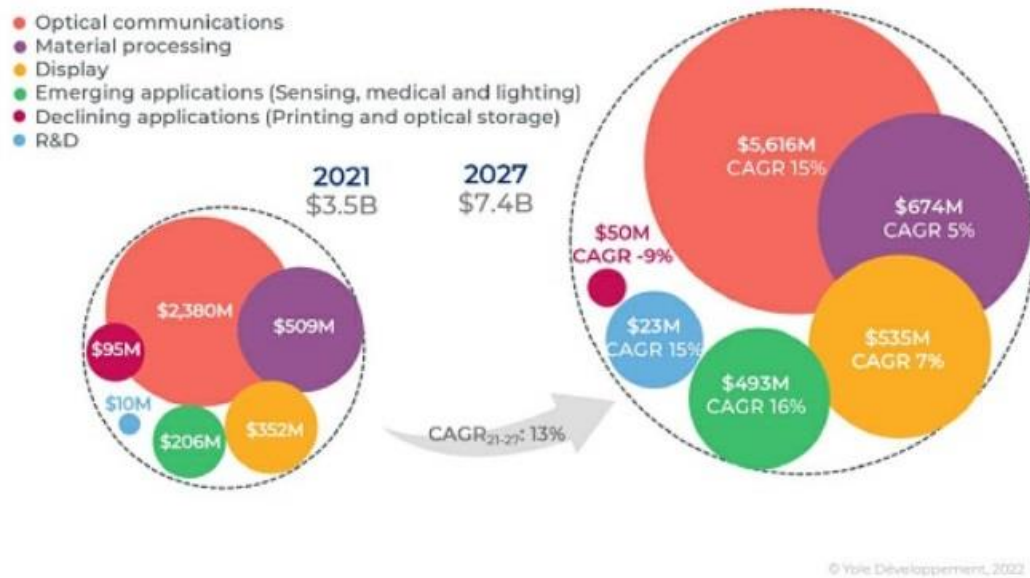 Optical communications
Material processing
Display
Emerging applications (Sensing, medical and lighting)
Declining applications (Printing and optical storage)
R&D
2021
$3.5B
2027
$7.4B
$2,380M
$509M
$95M
$10M
$206M
$352M
CAGR21-27: 13%
$5,616M
CAGR 15%
$674M
CAGR 5%
$50M
CAGR -9%
$23M
CAGR 15%
$535M
CAGR 7%
$493M
CAGR 16%
© Yole Développement, 2022